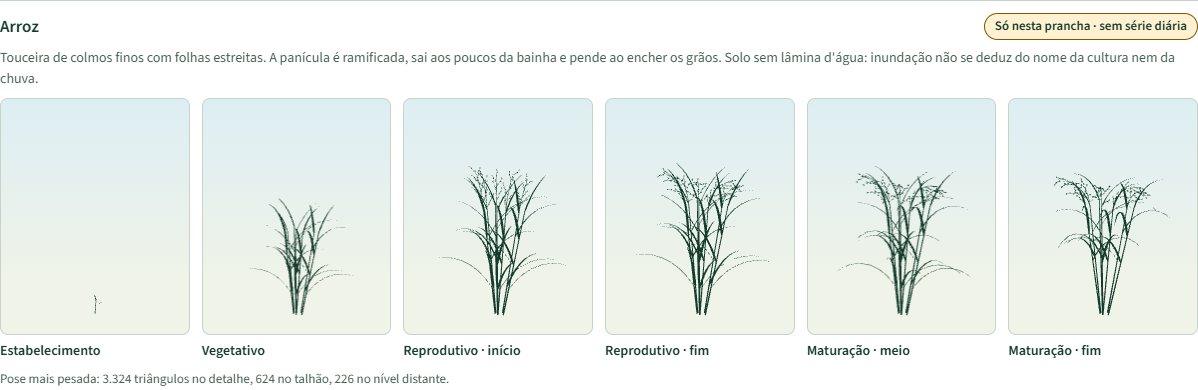 Arroz
Só nesta prancha · sem série diária
Touceira de colmos finos com folhas estreitas. A panícula é ramificada, sai aos poucos da bainha e pende ao encher os grãos. Solo sem lâmina d'água: inundação não se deduz do nome da cultura nem da
chuva.
Estabelecimento
Vegetativo
Reprodutivo · início
Reprodutivo · fim
Maturação · meio
Maturação · fim
Pose mais pesada: 3.324 triângulos no detalhe, 624 no talhão, 226 no nível distante.